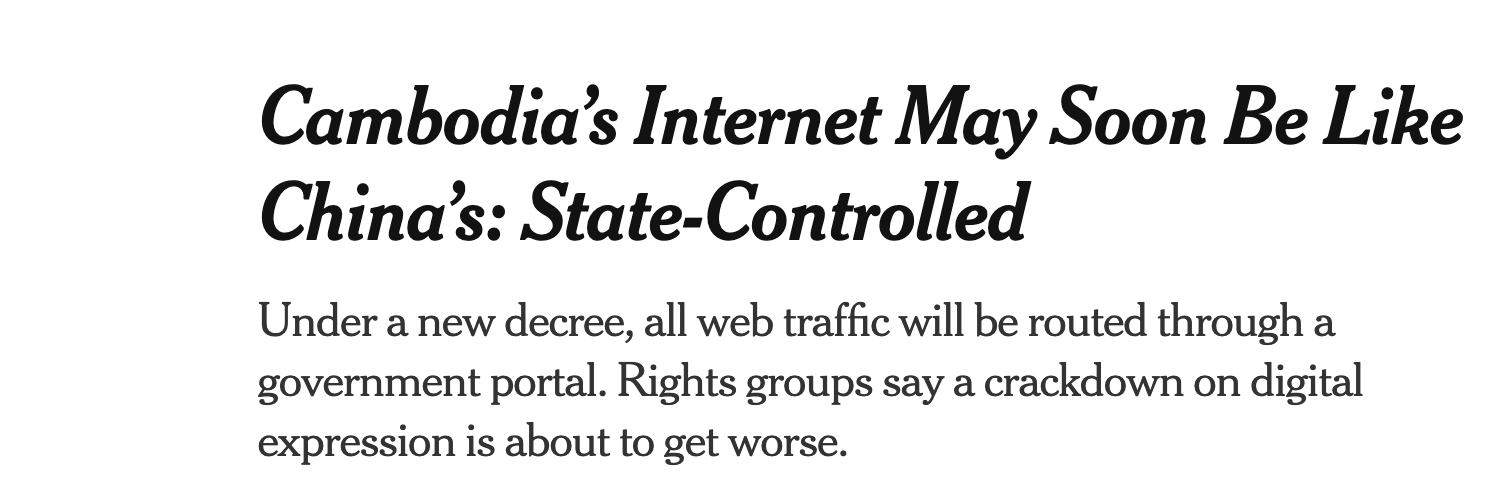 Cambodia’s Internet May Soon Be Like
China’s: State-Controlled
Under a new decree, all web traffic will be routed through a
government portal. Rights groups say a crackdown on digital
expression is about to get worse.